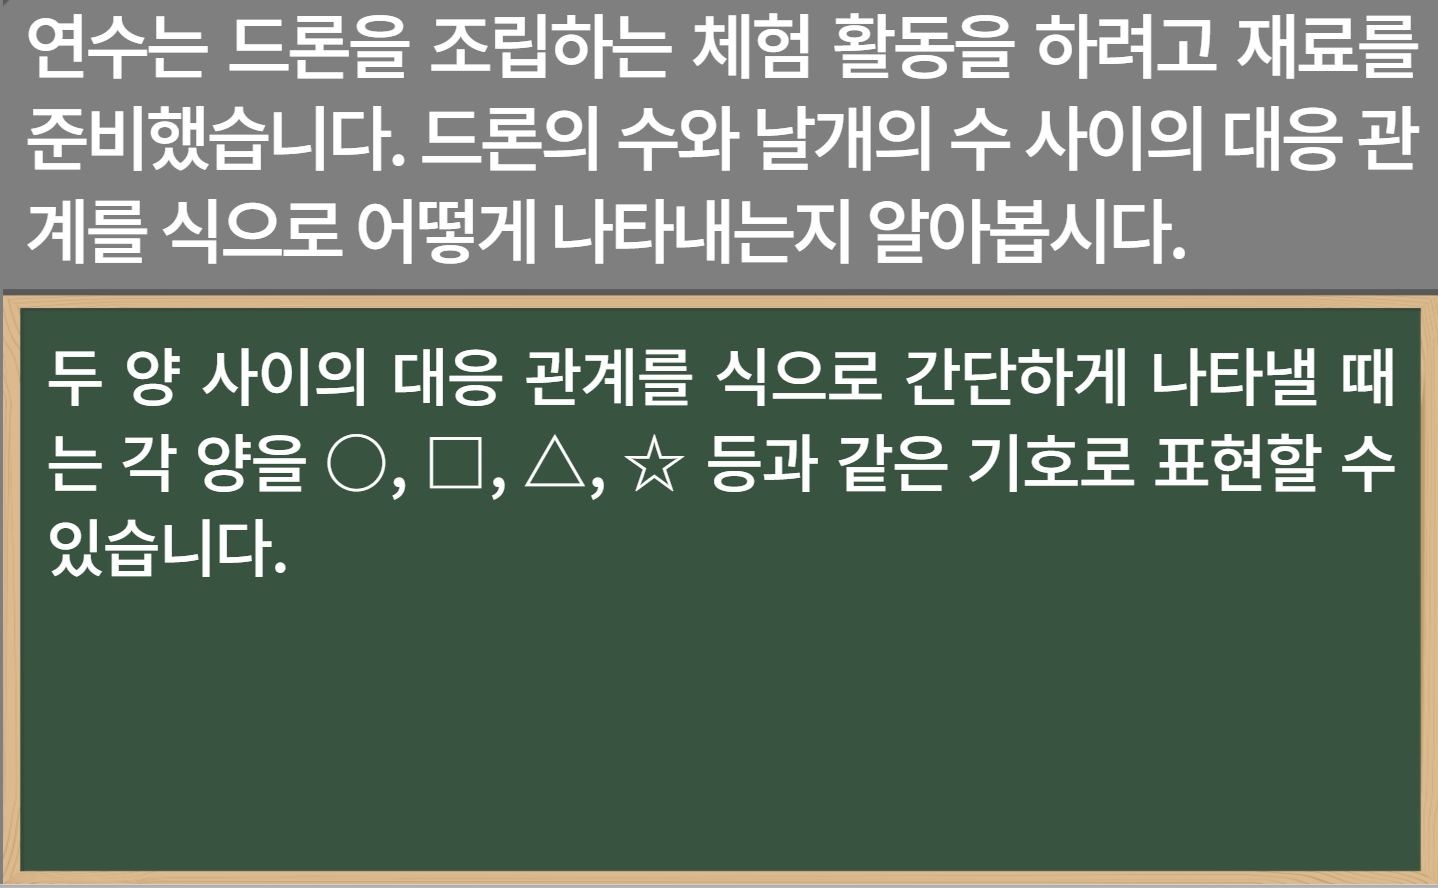 연수는 드론을 조립하는 체험 활동을 하려고 재료를
준비했습니다. 드론의 수와 날개의 수 사이의 대응 관
계를 식으로 어떻게 나타내는지 알아봅시다.
두 양 사이의 대응 관계를 식으로 간단하게 나타낼 때
는 각 양을 ○, □, △, ☆ 등과 같은 기호로 표현할 수
있습니다.